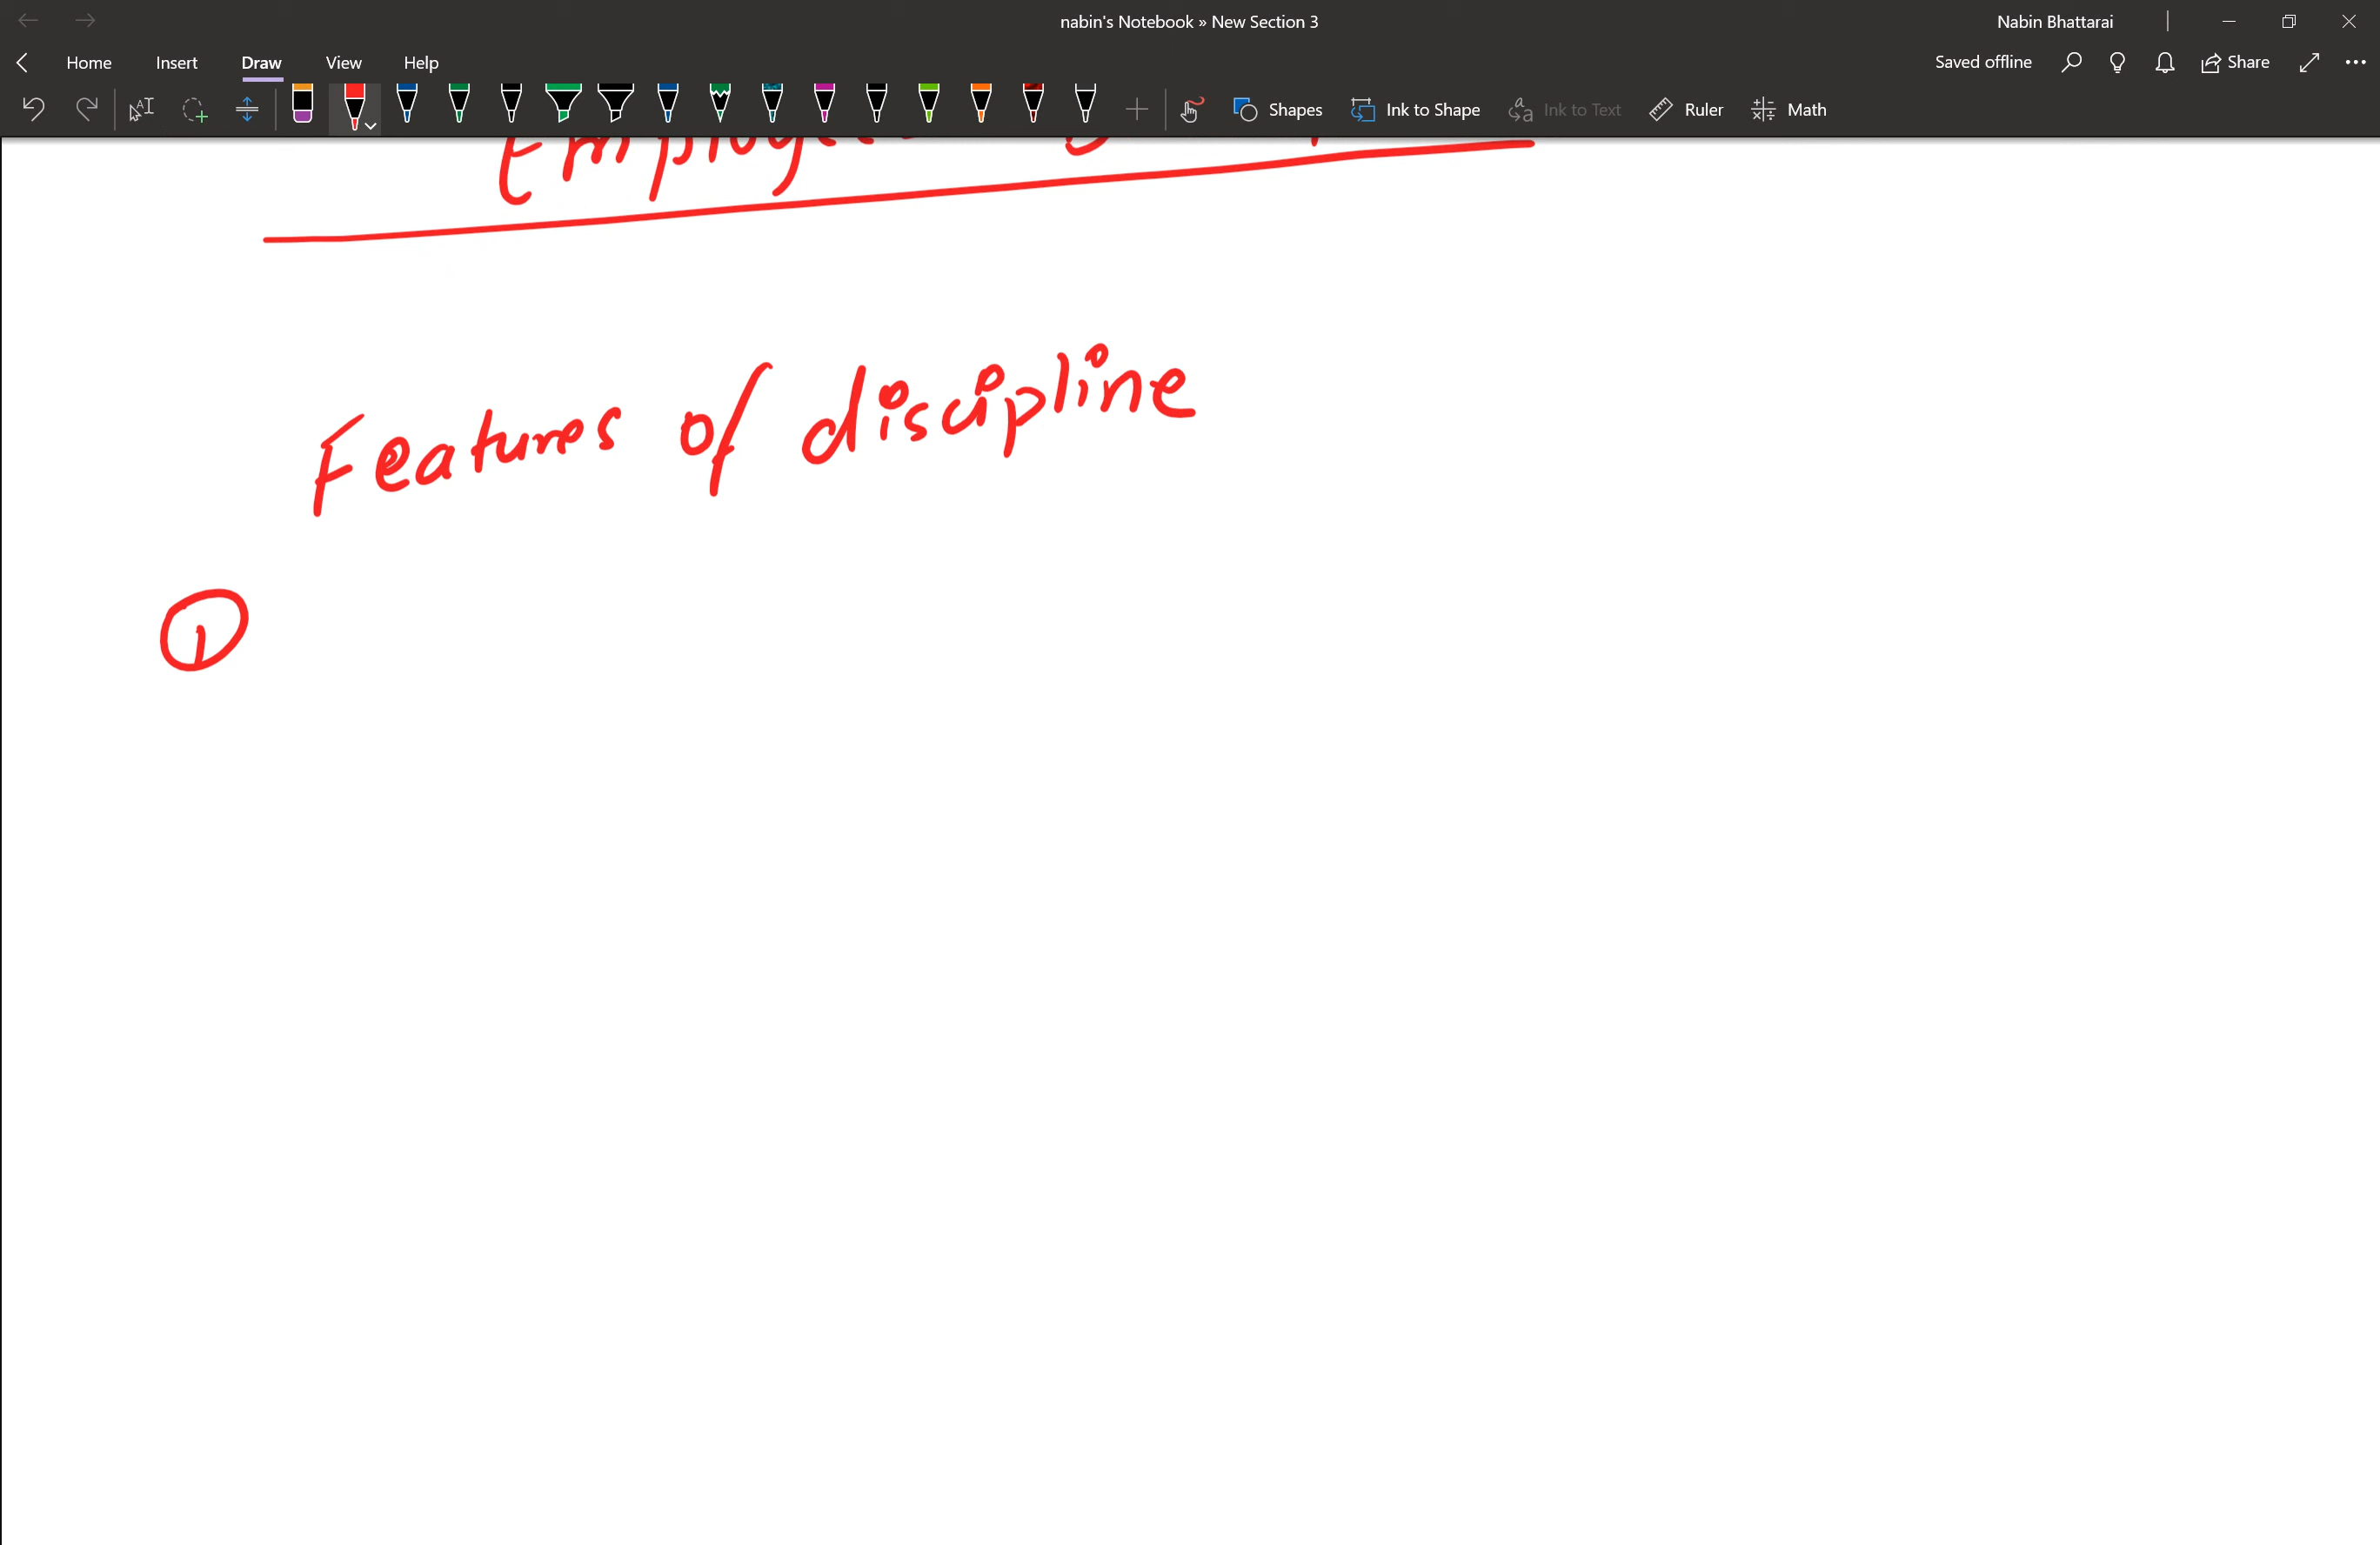 nabin's Notebook » New Section 3
Nabin Bhattarai
Home Insert Draw View Help
Saved offline
Share
Shapes
Ink to Shape
Ink to Text
Ruler
Math
Features of discipline
1